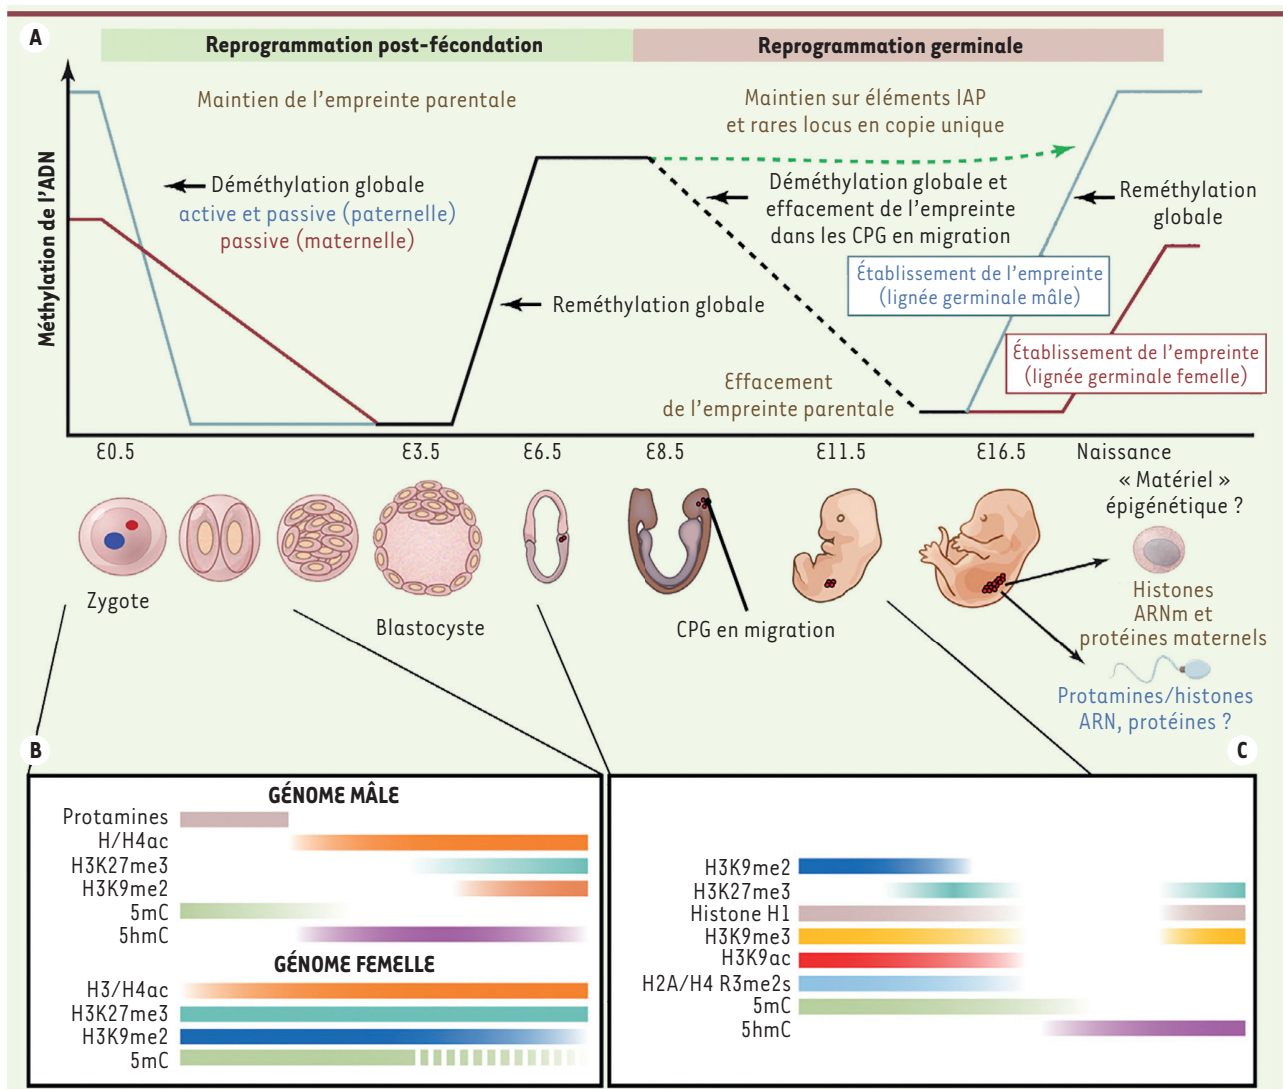 A
Reprogrammation post-fécondation
Reprogrammation germinale
Méthylation de l'ADN
Maintien de l'empreinte parentale
Maintien sur éléments IAP
et rares locus en copie unique
Déméthylation globale
active et passive (paternelle)
passive (maternelle)
Déméthylation globale et
effacement de l'empreinte
dans les CPG en migration
Reméthylation
globale
Établissement de l'empreinte
(lignée germinale mâle)
Reméthylation globale
Établissement de l'empreinte
(lignée germinale femelle)
Effacement
de l'empreinte parentale
E0.5
E3.5
E6.5
E8.5
E11.5
E16.5
Naissance
« Matériel »
épigénétique ?
Zygote
Blastocyste
CPG en migration
Histones
ARNm et
protéines maternels
Protamines/histones
ARN, protéines ?
B
GÉNOME MÂLE
Protamines
H/H4ac
H3K27me3
H3K9me2
5mC
5hmC
GÉNOME FEMELLE
H3/H4ac
H3K27me3
H3K9me2
5mC
C
H3K9me2
H3K27me3
Histone H1
H3K9me3
H3K9ac
H2A/H4 R3me2s
5mC
5hmC